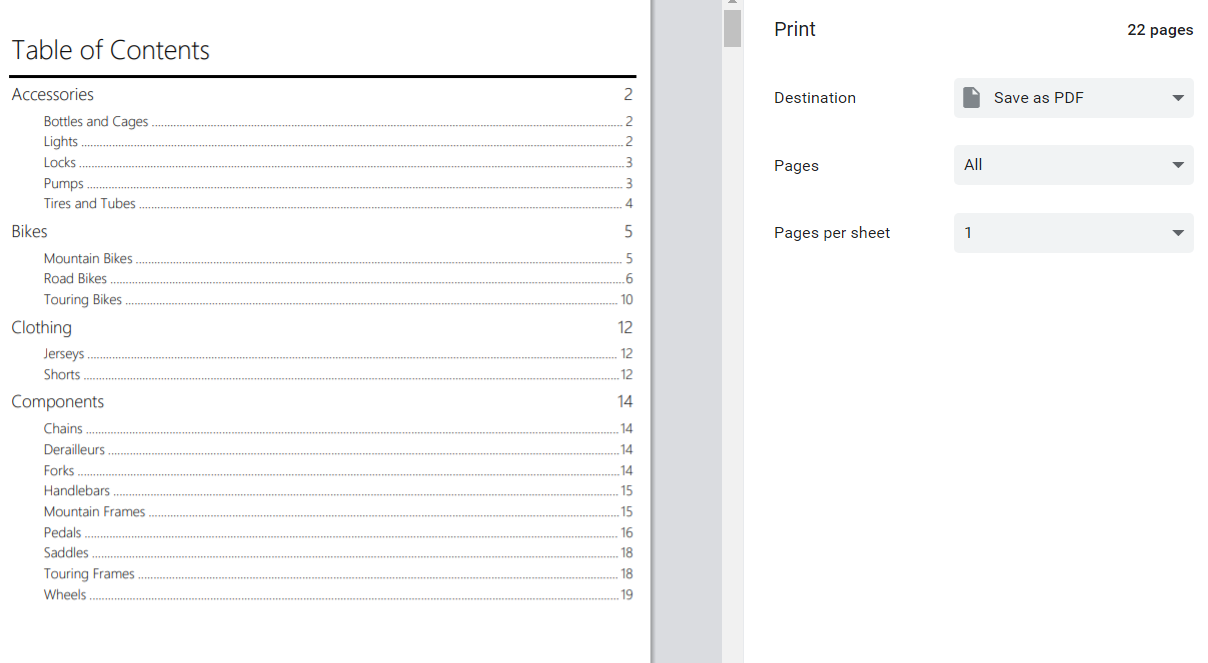 Table of Contents
Accessories 2
Bottles and Cages 2
Lights 2
Locks 3
Pumps 3
Tires and Tubes 4
Bikes 5
Mountain Bikes 5
Road Bikes 6
Touring Bikes 10
Clothing 12
Jerseys 12
Shorts 12
Components 14
Chains 14
Derailleurs 14
Forks 14
Handlebars 15
Mountain Frames 15
Pedals 16
Saddles 18
Touring Frames 18
Wheels 19
Print 22 pages
Destination Save as PDF
Pages All
Pages per sheet 1